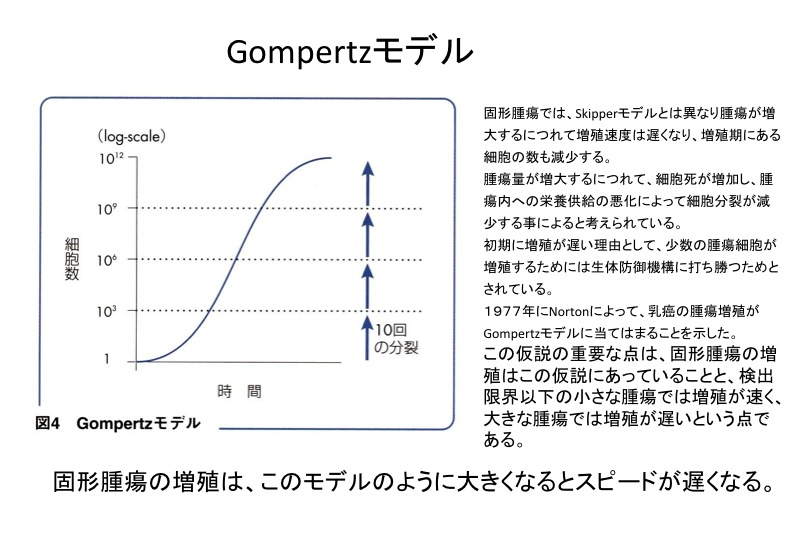 Gompertzモデル
（log-scale）
10¹²
10⁹
10⁶
10³
1
細胞数
10回
の分裂
時　間
図4　Gompertzモデル
固形腫瘍では、Skipperモデルとは異なり腫瘍が増
大するにつれて増殖速度は遅くなり、増殖期にある
細胞の数も減少する。
腫瘍量が増大するにつれて、細胞死が増加し、腫
瘍内への栄養供給の悪化によって細胞分裂が減
少する事によると考えられている。
初期に増殖が遅い理由として、少数の腫瘍細胞が
増殖するためには生体防御機構に打ち勝つためと
されている。
１９７７年にNortonによって、乳癌の腫瘍増殖が
Gompertzモデルに当てはまることを示した。
この仮説の重要な点は、固形腫瘍の増
殖はこの仮説にあっていることと、検出
限界以下の小さな腫瘍では増殖が速く、
大きな腫瘍では増殖が遅いという点で
ある。
固形腫瘍の増殖は、このモデルのように大きくなるとスピードが遅くなる。